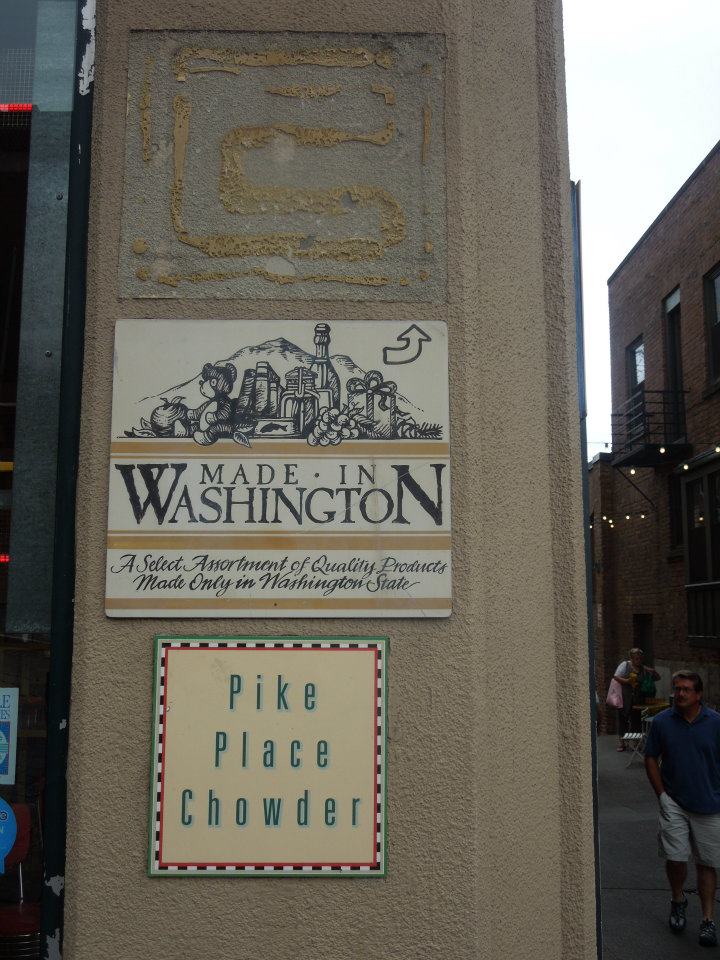 MADE · IN
WASHINGTON
A Select Assortment of Quality Products
Made Only in Washington State
Pike
Place
Chowder